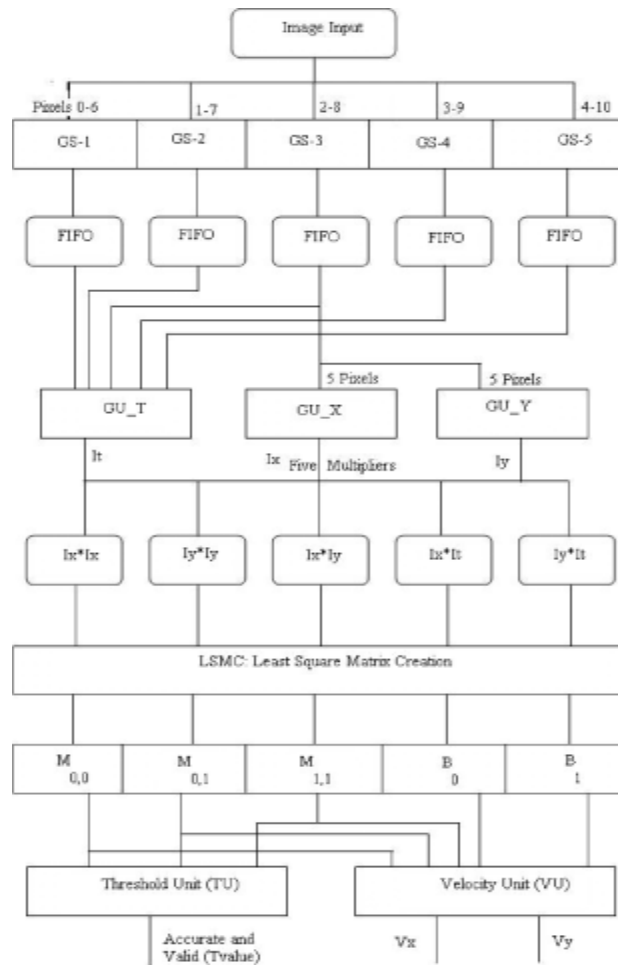 Image Input
Pixels 0-6
1-7
2-8
3-9
4-10
GS-1
GS-2
GS-3
GS-4
GS-5
FIFO
FIFO
FIFO
FIFO
FIFO
5 Pixels
5 Pixels
GU_T
GU_X
GU_Y
It
Ix
Five Multipliers
Iy
Ix*Ix
Iy*Iy
Ix*Iy
Ix*It
Iy*It
LSMC: Least Square Matrix Creation
M
0,0
M
0,1
M
1,1
B
0
B
1
Threshold Unit (TU)
Velocity Unit (VU)
Accurate and
Valid (Tvalue)
Vx
Vy